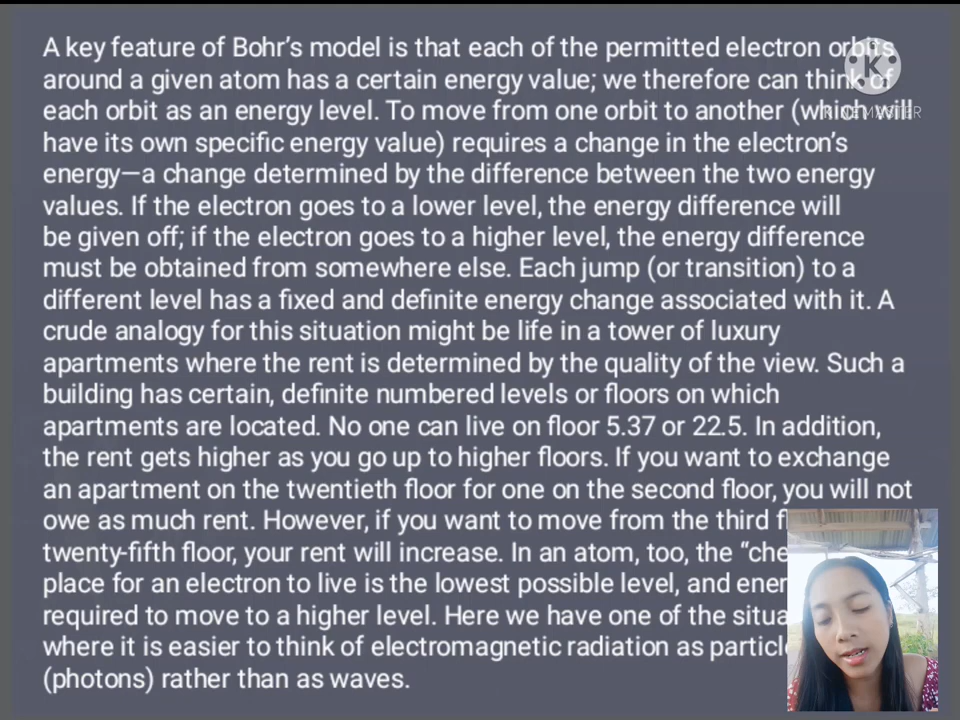 A key feature of Bohr's model is that each of the permitted electron orbits
around a given atom has a certain energy value; we therefore can think of
each orbit as an energy level. To move from one orbit to another (which will
have its own specific energy value) requires a change in the electron's
energy—a change determined by the difference between the two energy
values. If the electron goes to a lower level, the energy difference will
be given off; if the electron goes to a higher level, the energy difference
must be obtained from somewhere else. Each jump (or transition) to a
different level has a fixed and definite energy change associated with it. A
crude analogy for this situation might be life in a tower of luxury
apartments where the rent is determined by the quality of the view. Such a
building has certain, definite numbered levels or floors on which
apartments are located. No one can live on floor 5.37 or 22.5. In addition,
the rent gets higher as you go up to higher floors. If you want to exchange
an apartment on the twentieth floor for one on the second floor, you will not
owe as much rent. However, if you want to move from the third
twenty-fifth floor, your rent will increase. In an atom, too, the
place for an electron to live is the lowest possible level, and
required to move to a higher level. Here we have one of the
where it is easier to think of electromagnetic radiation as
(photons) rather than as waves.
K
KINEMASTER